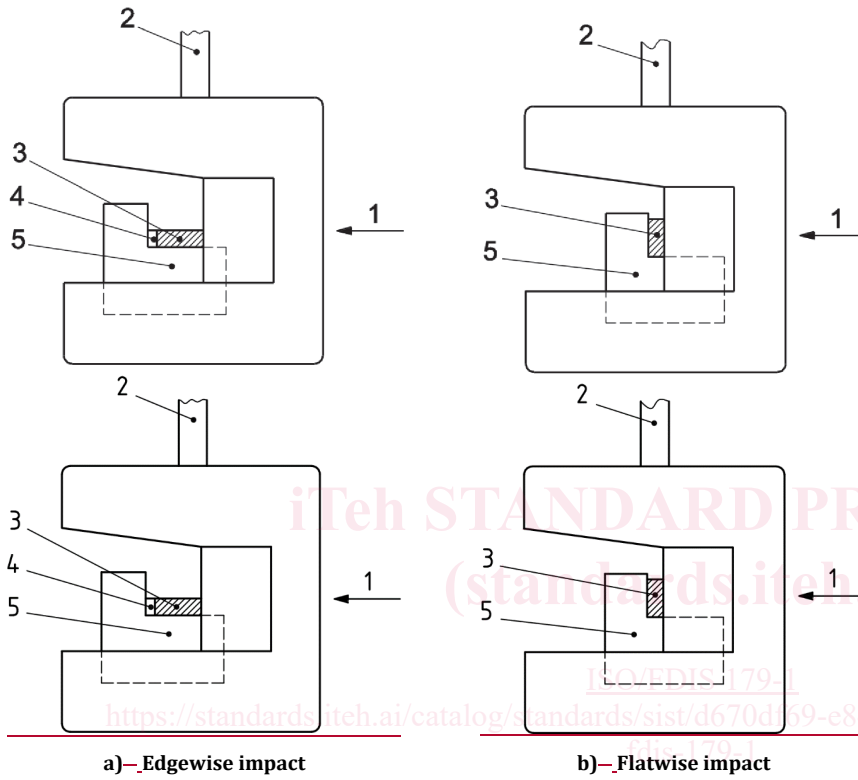 2
2
3
4
5
1
3
5
1
2
2
3
4
5
1
3
5
1
iTeh STANDARD PR
(standards.iteh
ISO/FDIS 179-1
https://standards.iteh.ai/catalog/standards/sist/d670df69-e8
fdis-179-1
a)— Edgewise impact
b)— Flatwise impact